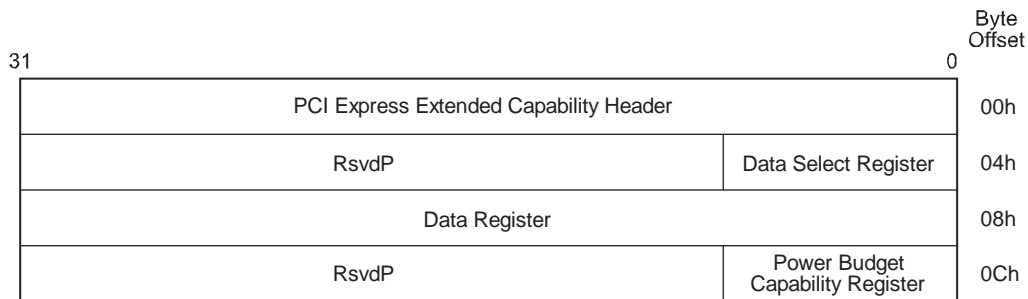 Byte
Offset
31 0
PCI Express Extended Capability Header 00h
RsvdP Data Select Register 04h
Data Register 08h
RsvdP Power Budget Capability Register 0Ch